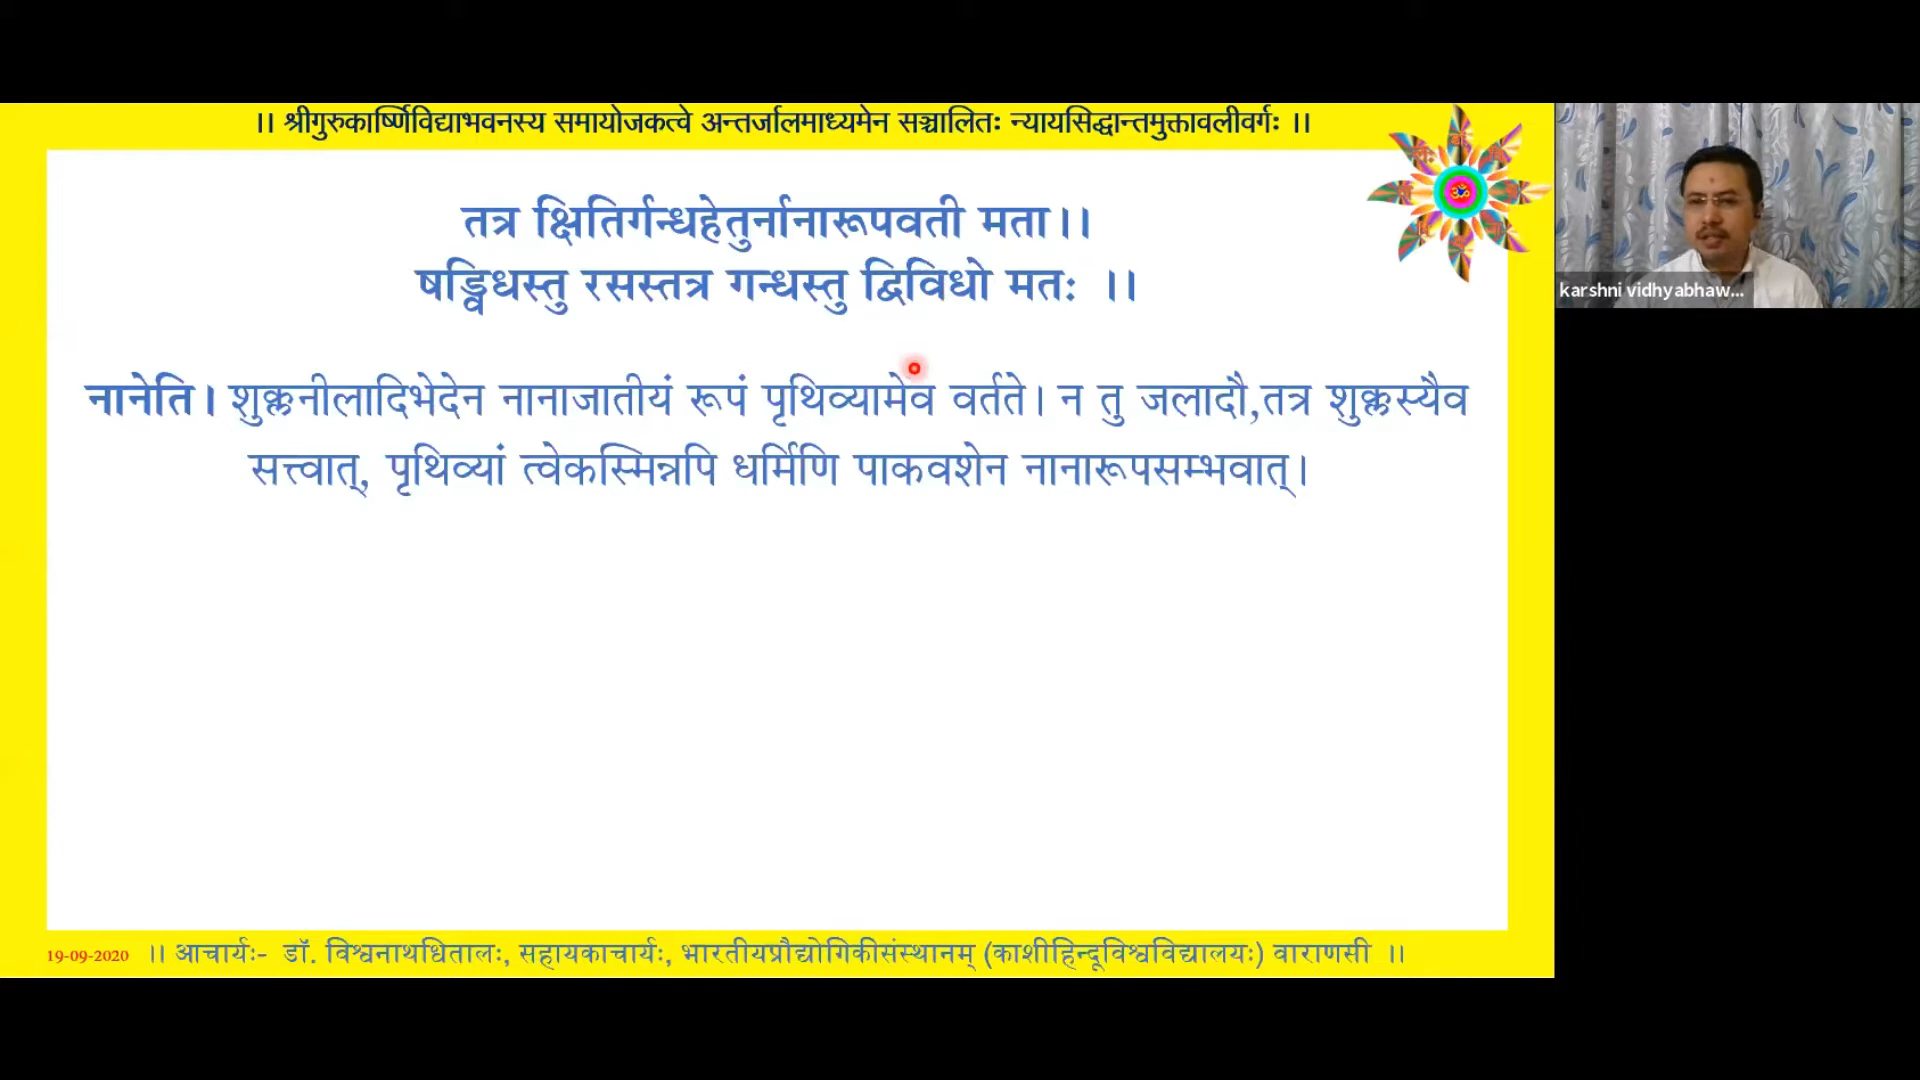 ।। श्रीगुरुकार्ष्णिविद्याभवनस्य समायोजकत्वे अन्तर्जालमाध्यमेन सञ्चालितः न्यायसिद्धान्तमुक्तावलीवर्गः ।।
तत्र क्षितिर्गन्धहेतुर्नानारूपवती मता।।
षड्विधस्तु रसस्तत्र गन्धस्तु द्विविधो मतः ।।
नानेति। शुक्लनीलादिभेदेन नानाजातीयं रूपं पृथिव्यामेव वर्तते। न तु जलादौ,तत्र शुक्लस्यैव
सत्त्वात्, पृथिव्यां त्वेकस्मिन्नपि धर्मिणि पाकवशेन नानारूपसम्भवात्।
karshni vidhyabhaw...
19-09-2020 ।। आचार्यः- डॉ. विश्वनाथधितालः, सहायकाचार्यः, भारतीयप्रौद्योगिकीसंस्थानम् (काशीहिन्दूविश्वविद्यालयः) वाराणसी ।।